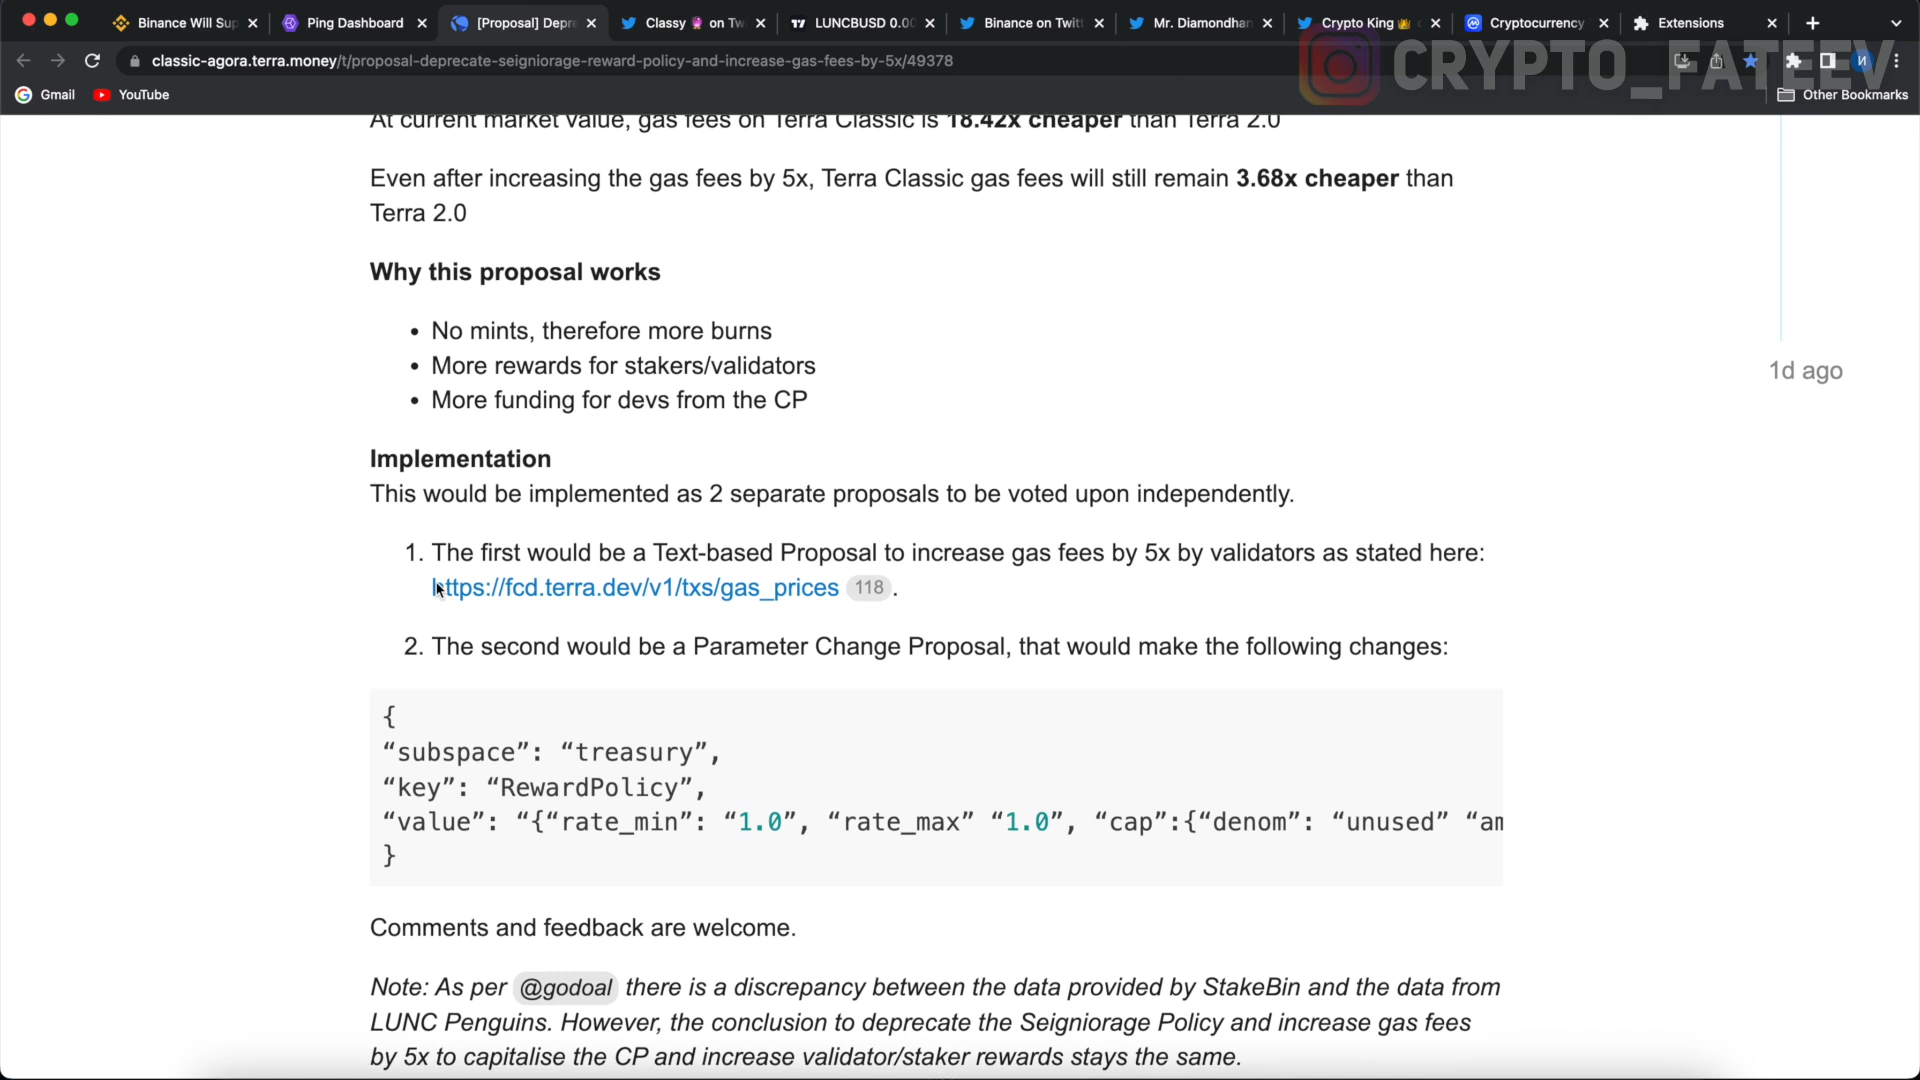 Binance Will Sup
Ping Dashboard
[Proposal] Depre
Classy 🔮 on Tw
LUNCBUSD 0.00
Binance on Twitt
Mr. Diamondhan
Crypto King 👑
Cryptocurrency
Extensions
classic-agora.terra.money/t/proposal-deprecate-seigniorage-reward-policy-and-increase-gas-fees-by-5x/49378
CRYPTO_FATEEV
Gmail
YouTube
Other Bookmarks
At current market value, gas fees on Terra Classic is 18.42x cheaper than Terra 2.0
Even after increasing the gas fees by 5x, Terra Classic gas fees will still remain 3.68x cheaper than
Terra 2.0
Why this proposal works
• No mints, therefore more burns
• More rewards for stakers/validators
1d ago
• More funding for devs from the CP
Implementation
This would be implemented as 2 separate proposals to be voted upon independently.
1. The first would be a Text-based Proposal to increase gas fees by 5x by validators as stated here:
https://fcd.terra.dev/v1/txs/gas_prices 118 .
2. The second would be a Parameter Change Proposal, that would make the following changes:
{
“subspace”: “treasury”,
“key”: “RewardPolicy”,
“value”: “{“rate_min”: “1.0”, “rate_max” “1.0”, “cap”:{“denom”: “unused” “am
}
Comments and feedback are welcome.
Note: As per @godoal there is a discrepancy between the data provided by StakeBin and the data from
LUNC Penguins. However, the conclusion to deprecate the Seigniorage Policy and increase gas fees
by 5x to capitalise the CP and increase validator/staker rewards stays the same.